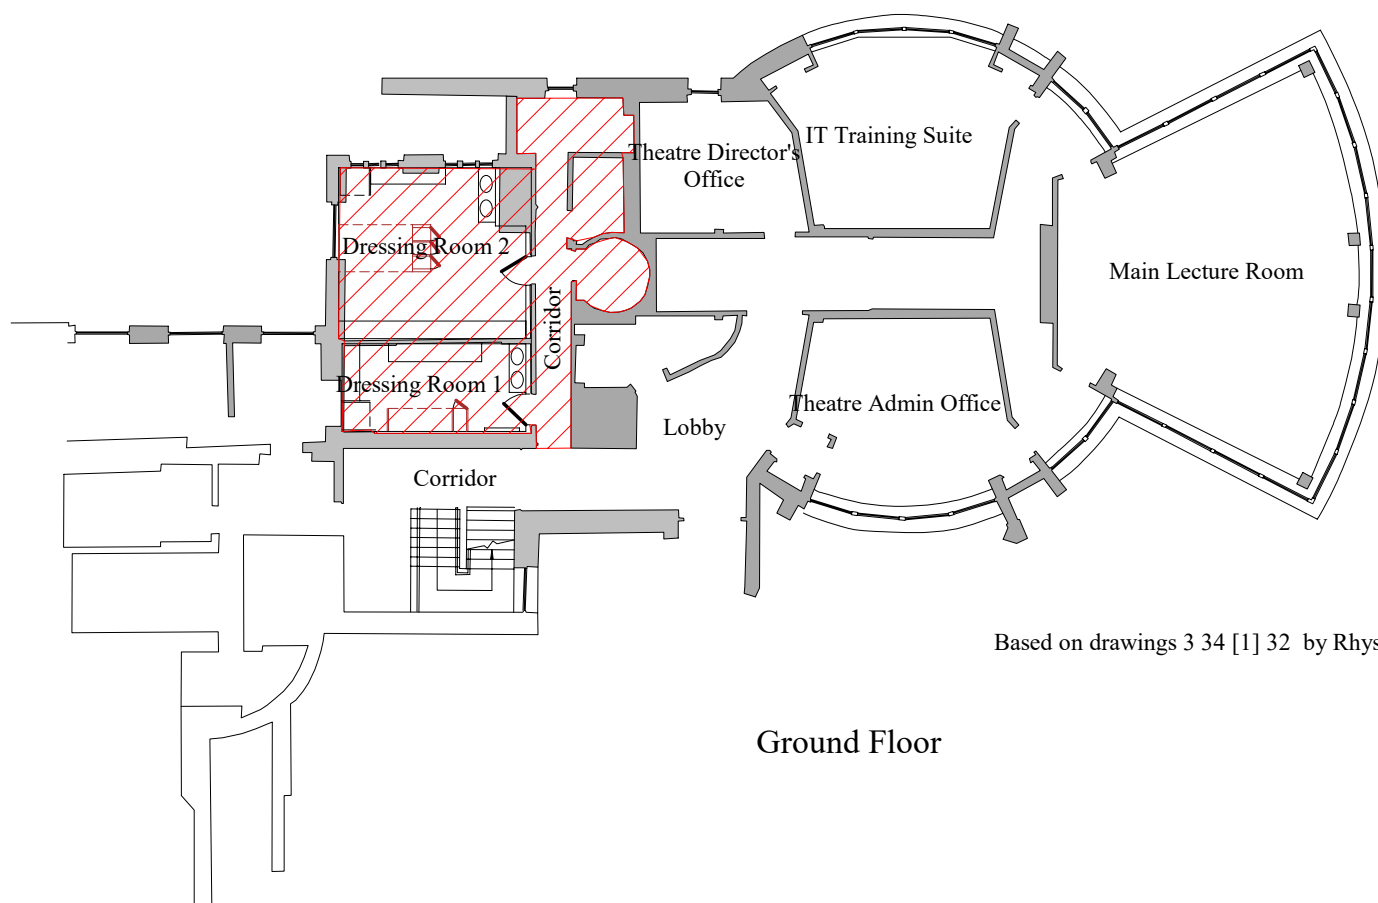 IT Training Suite
Theatre Director's
Office
Dressing Room 2
Main Lecture Room
Corridor
Dressing Room 1
Theatre Admin Office
Lobby
Corridor
Based on drawings 3 34 [1] 32 by Rhys
Ground Floor